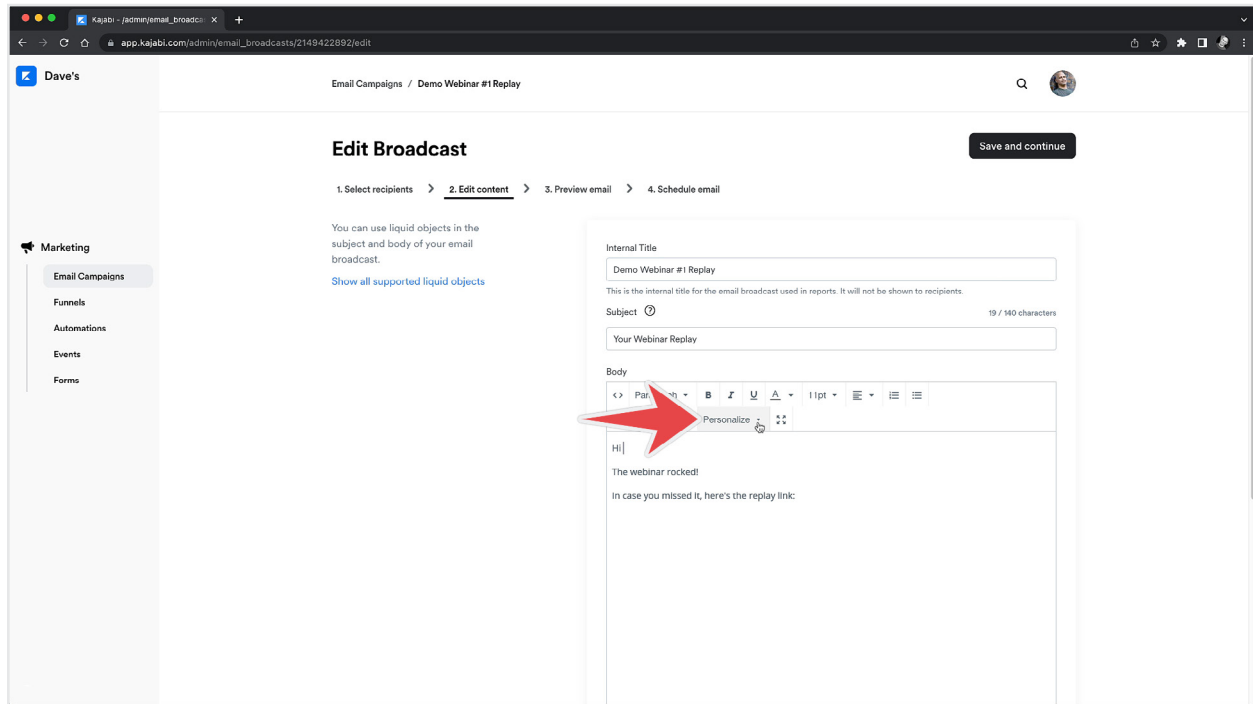 Kajabi - /admin/email_broadcas
app.kajabi.com/admin/email_broadcasts/2149422892/edit
Dave's
Email Campaigns / Demo Webinar #1 Replay
Edit Broadcast
Save and continue
1. Select recipients
2. Edit content
3. Preview email
4. Schedule email
You can use liquid objects in the
subject and body of your email
broadcast.
Show all supported liquid objects
Marketing
Email Campaigns
Funnels
Automations
Events
Forms
Internal Title
Demo Webinar #1 Replay
This is the internal title for the email broadcast used in reports. It will not be shown to recipients.
Subject
19 / 140 characters
Your Webinar Replay
Body
B I U A 11pt
Personalize
Hi
The webinar rocked!
In case you missed it, here's the replay link: